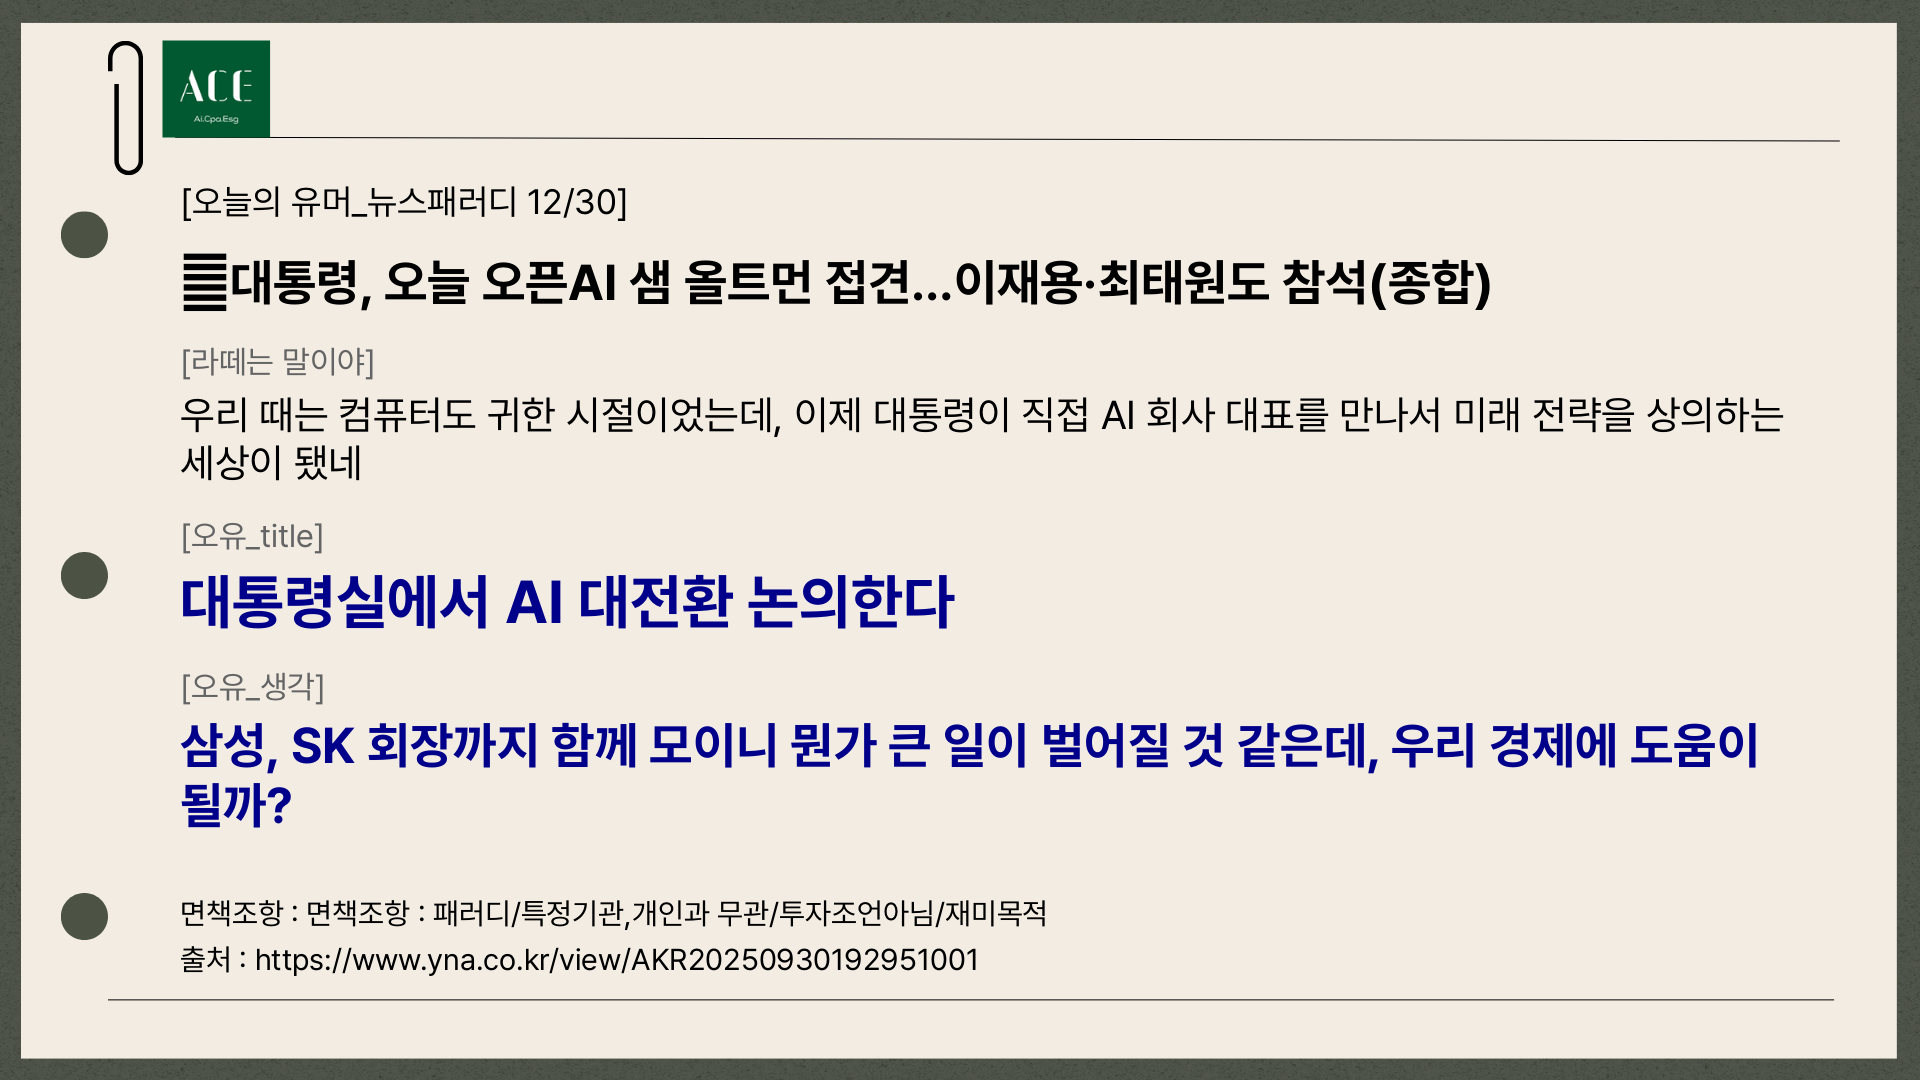 ACE
Ai.Cpa.Esg
[오늘의 유머_뉴스패러디 12/30]
대통령, 오늘 오픈AI 샘 올트먼 접견…이재용·최태원도 참석(종합)
[라떼는 말이야]
우리 때는 컴퓨터도 귀한 시절이었는데, 이제 대통령이 직접 AI 회사 대표를 만나서 미래 전략을 상의하는
세상이 됐네
[오유_title]
대통령실에서 AI 대전환 논의한다
[오유_생각]
삼성, SK 회장까지 함께 모이니 뭔가 큰 일이 벌어질 것 같은데, 우리 경제에 도움이
될까?
면책조항 : 면책조항 : 패러디/특정기관,개인과 무관/투자조언아님/재미목적
출처 : https://www.yna.co.kr/view/AKR20250930192951001